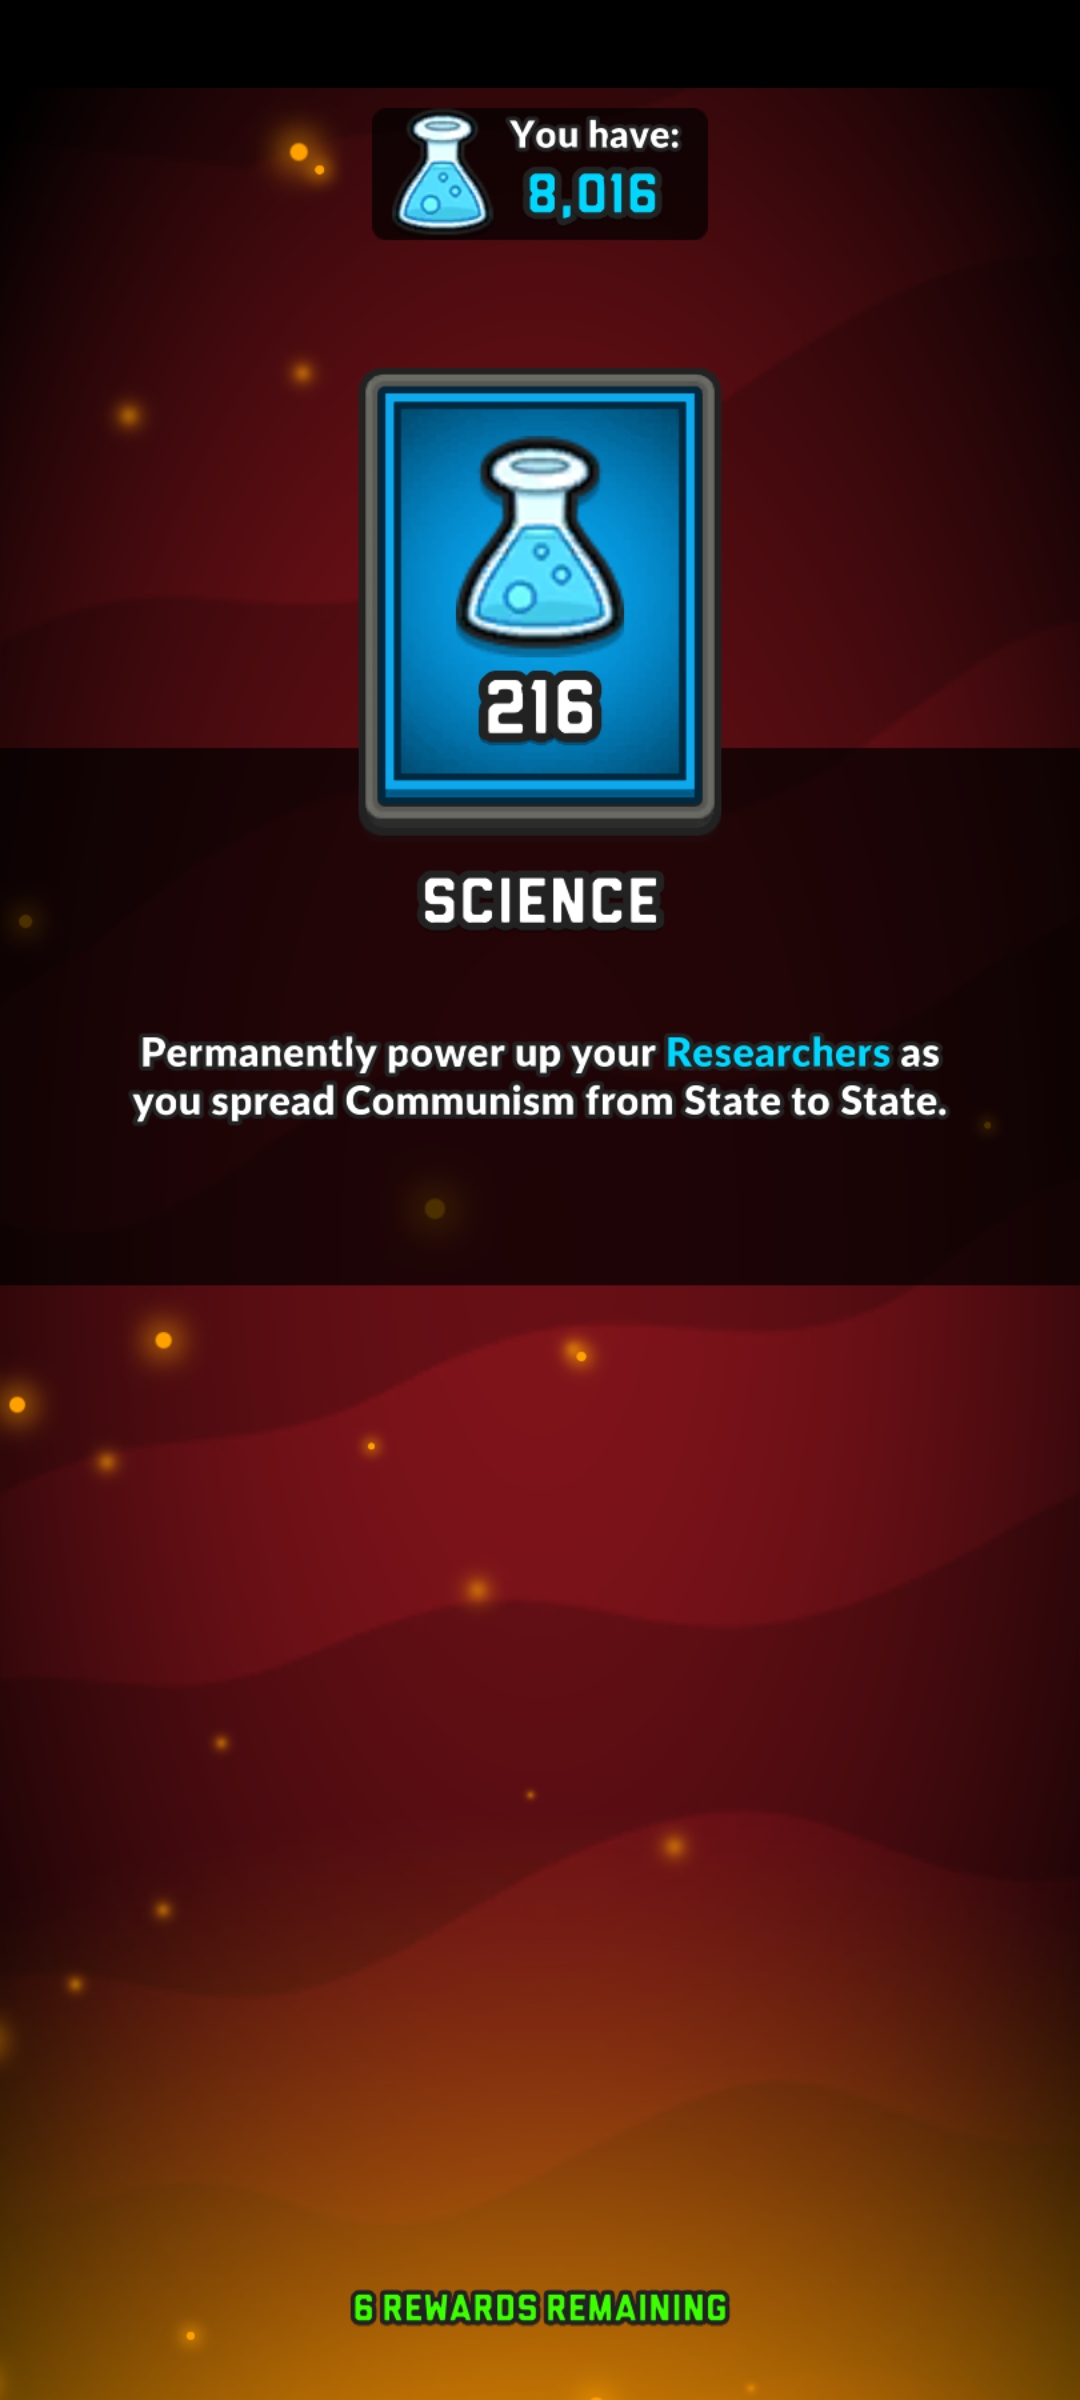 You have:
8,016
216
SCIENCE
Permanently power up your Researchers as
you spread Communism from State to State.
6 REWARDS REMAINING